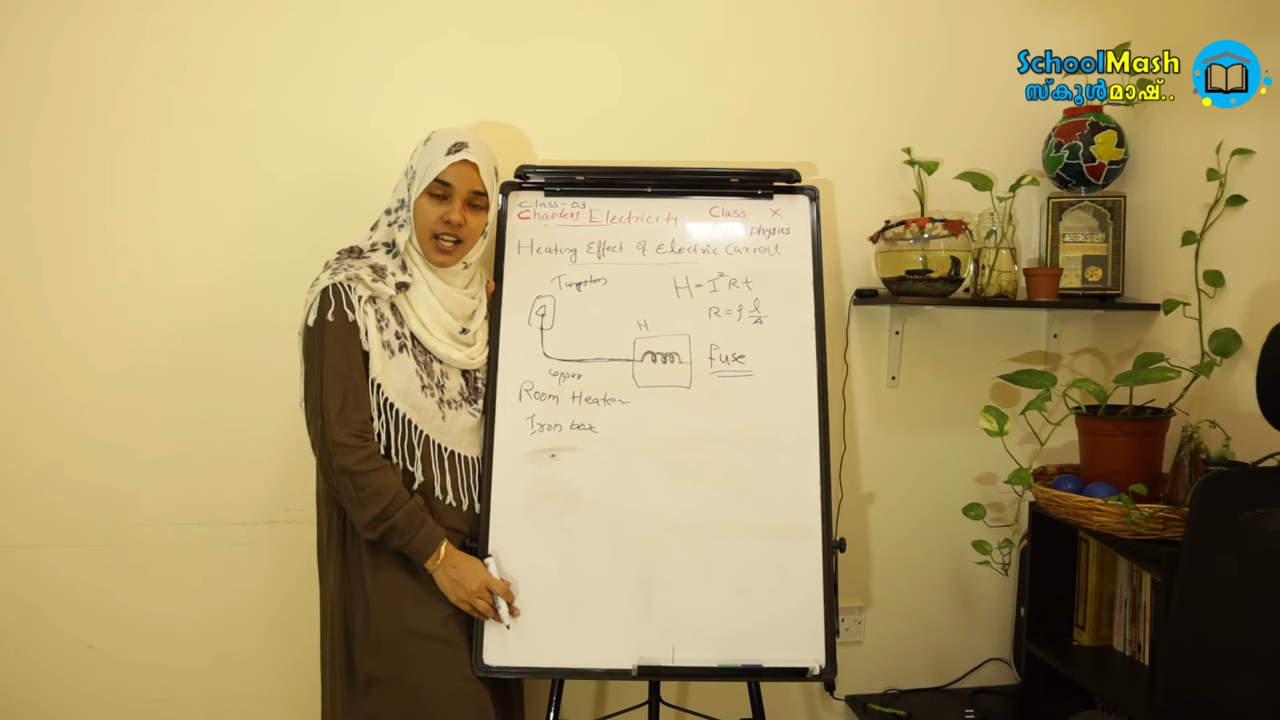 SchoolMash
സ്കൂൾമാഷ്..
Class-03
Chapters Electricity
Class X
Physics
Heating Effect of Electric Current
Tungsten
H = I²Rt
R = ρ l/A
H
fuse
copper
Room Heater
Iron box